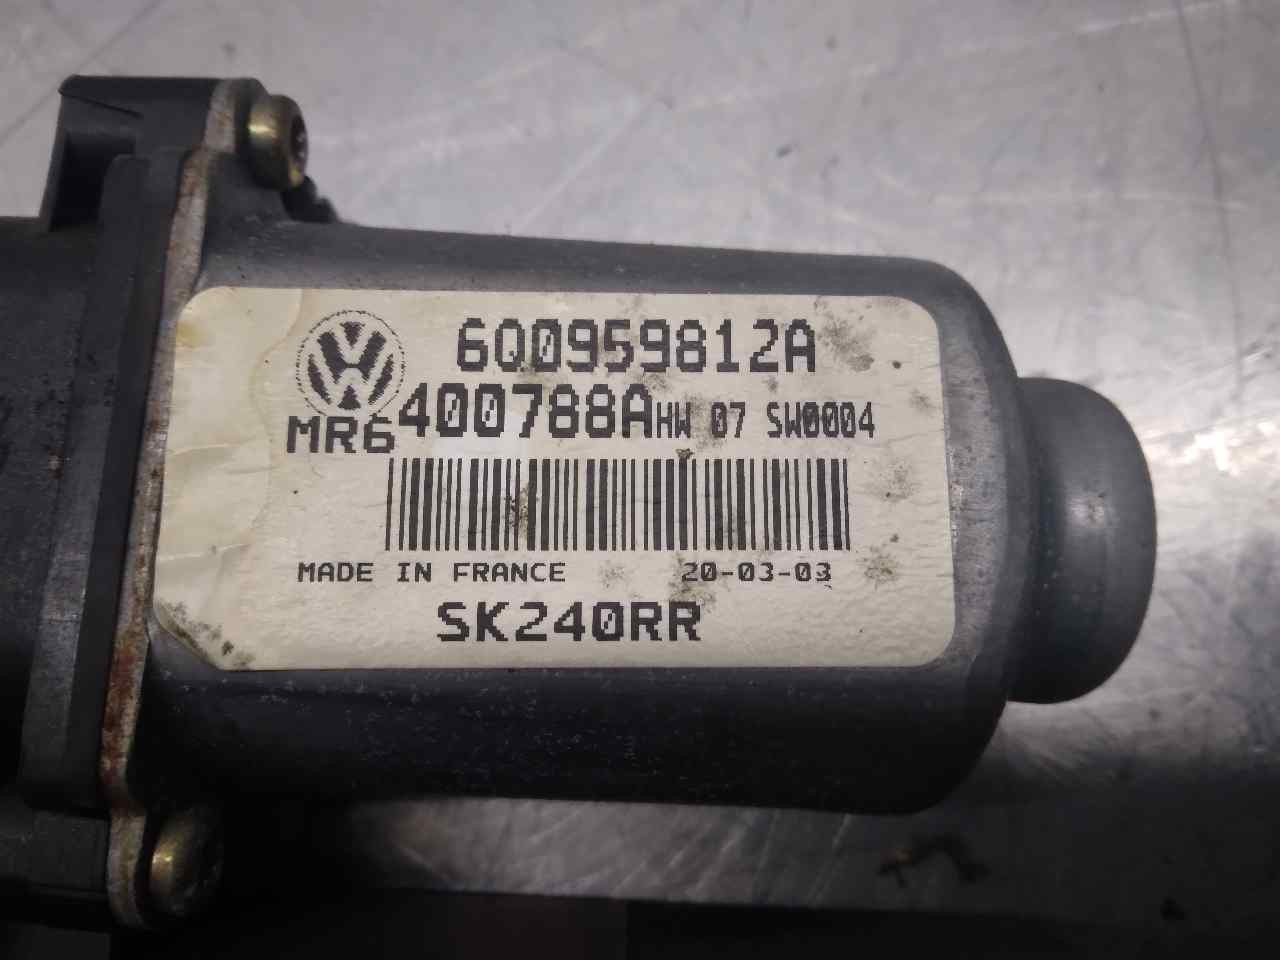 6Q0959812A
400788A HW 07 SW0004
MR6
MADE IN FRANCE 20-03-03
SK240RR